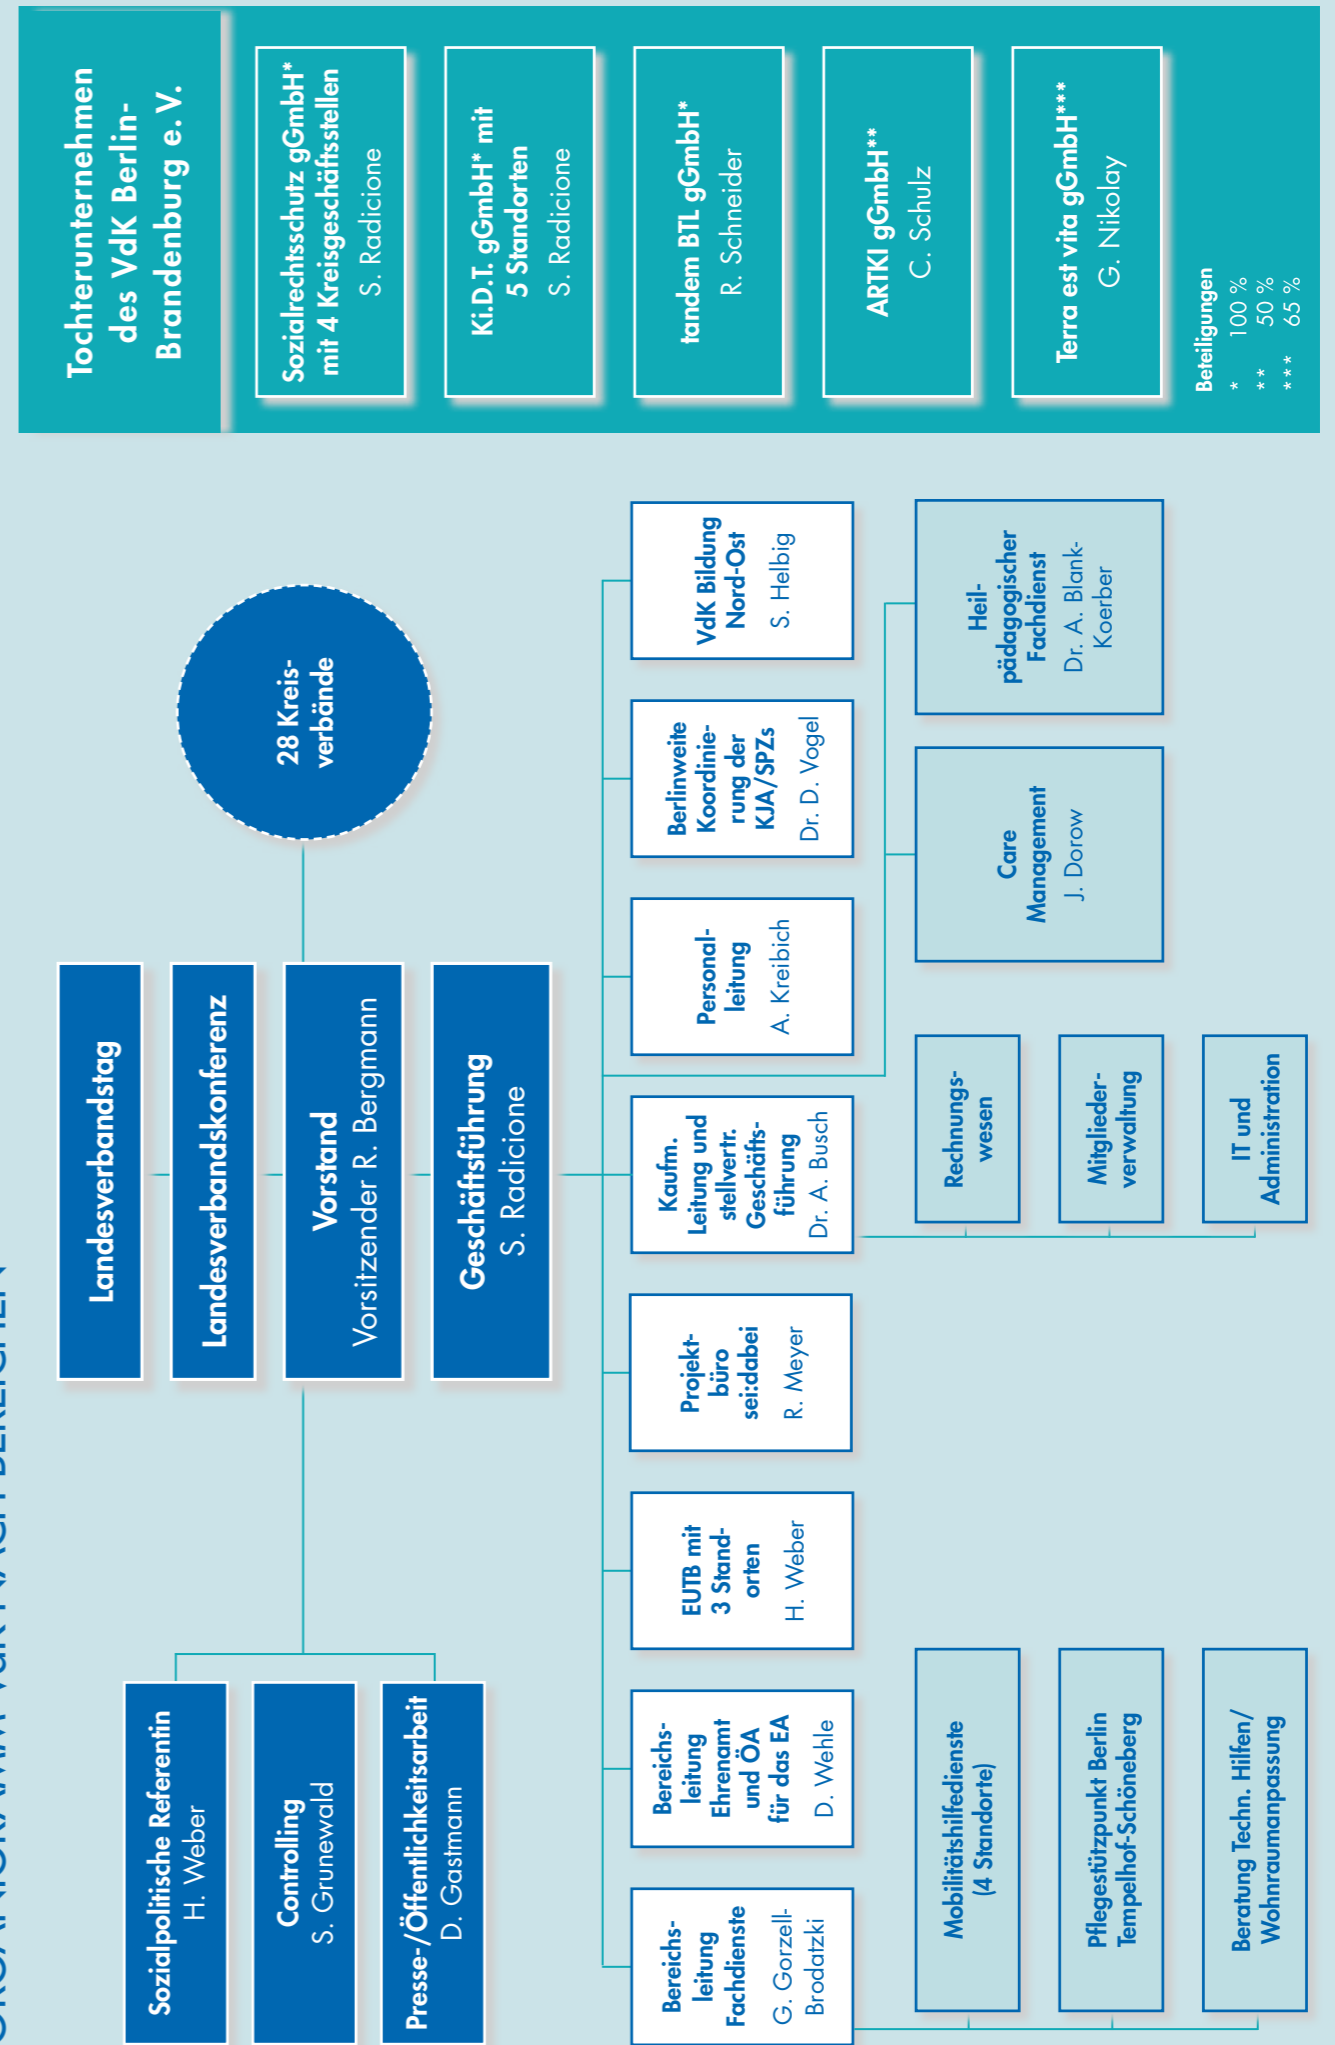 ORGANIGRAMM VdK NACH BEREICHEN
Landesverbandstag
Landesverbandskonferenz
Vorstand
Vorsitzender R. Bergmann
Geschäftsführung
S. Radicione
28 Kreis-
verbände
Sozialpolitische Referentin
H. Weber
Controlling
S. Grunewald
Presse-/Öffentlichkeitsarbeit
D. Gastmann
Bereichs-
leitung
Fachdienste
G. Gorzell-
Brodatzki
Bereichs-
leitung
Ehrenamt
und ÖA
für das EA
D. Wehle
EUTB mit
3 Stand-
orten
H. Weber
Projekt-
büro
sei:dabei
R. Meyer
Kaufm.
Leitung und
stellvertr.
Geschäfts-
führung
Dr. A. Busch
Personal-
leitung
A. Kreibich
Berlinweite
Koordinie-
rung der
KJA/SPZs
Dr. D. Vogel
VdK Bildung
Nord-Ost
S. Helbig
Mobilitätshilfedienste
(4 Standorte)
Pflegestützpunkt Berlin
Tempelhof-Schöneberg
Beratung Techn. Hilfen/
Wohnraumanpassung
Rechnungs-
wesen
Mitglieder-
verwaltung
IT und
Administration
Care
Management
J. Dorow
Heil-
pädagogischer
Fachdienst
Dr. A. Blank-
Koerber
Tochterunternehmen
des VdK Berlin-
Brandenburg e. V.
Sozialrechtsschutz gGmbH*
mit 4 Kreisgeschäftsstellen
S. Radicione
Ki.D.T. gGmbH* mit
5 Standorten
S. Radicione
tandem BTL gGmbH*
R. Schneider
ARTKI gGmbH**
C. Schulz
Terra est vita gGmbH***
G. Nikolay
Beteiligungen
* 100 %
** 50 %
*** 65 %